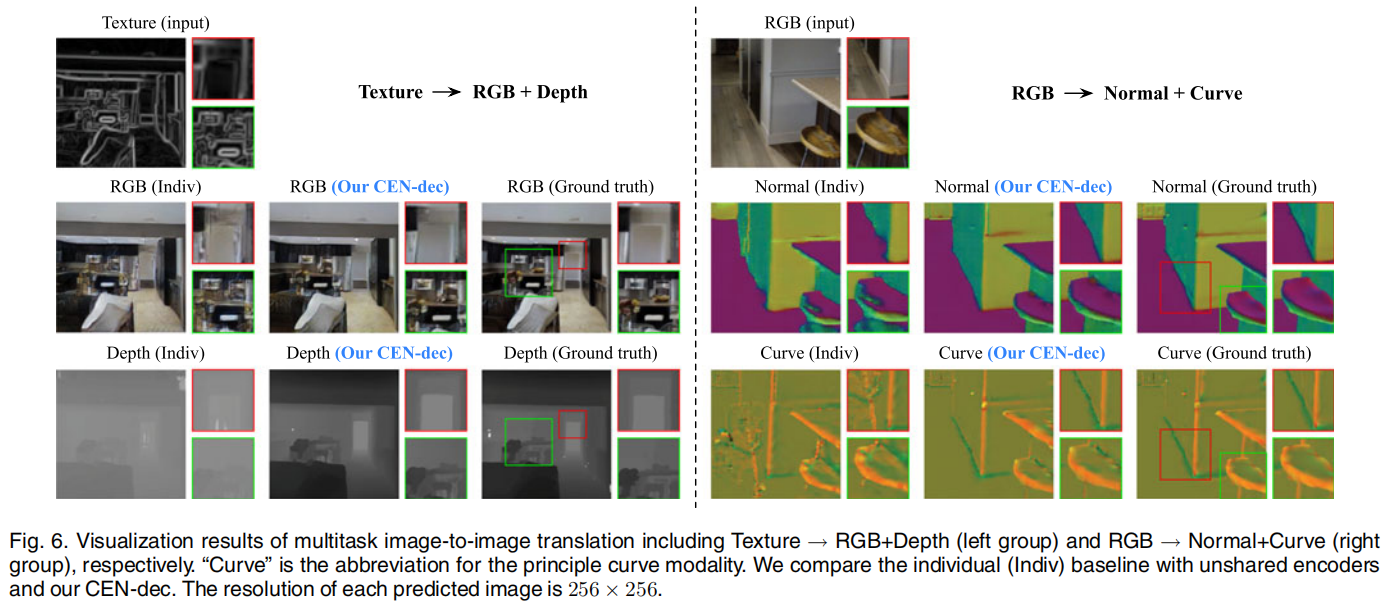 Texture (input)
RGB (input)
Texture → RGB + Depth
RGB → Normal + Curve
RGB (Indiv) RGB (Our CEN-dec) RGB (Ground truth)
Normal (Indiv) Normal (Our CEN-dec) Normal (Ground truth)
Depth (Indiv) Depth (Our CEN-dec) Depth (Ground truth)
Curve (Indiv) Curve (Our CEN-dec) Curve (Ground truth)
Fig. 6. Visualization results of multitask image-to-image translation including Texture → RGB+Depth (left group) and RGB → Normal+Curve (right
group), respectively. “Curve” is the abbreviation for the principle curve modality. We compare the individual (Indiv) baseline with unshared encoders
and our CEN-dec. The resolution of each predicted image is 256 × 256.